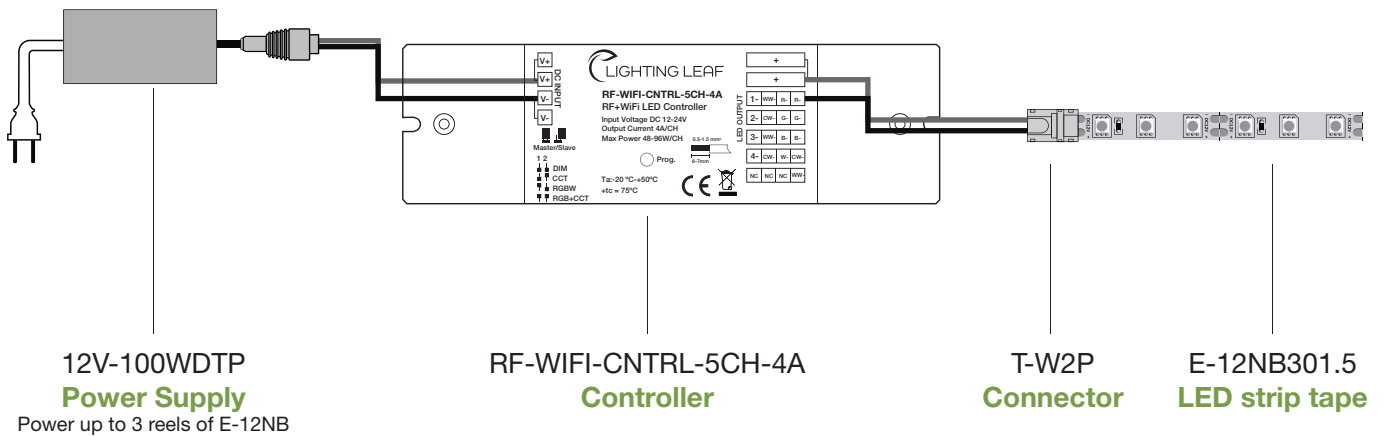 V+
V+
V-
V-
DC INPUT
LIGHTING LEAF
RF-WIFI-CNTRL-5CH-4A
RF+WiFi LED Controller
Input Voltage DC 12-24V
Output Current 4A/CH
Max Power 48-96W/CH
0.5-1.5 mm²
6-7mm
Master/Slave
1 2
DIM
CCT
RGBW
RGB+CCT
Prog.
Ta:-20 ºC-+50ºC
+tc = 75ºC
CE
LED OUTPUT
+
+
1- WW- R- R-
2- CW- G- G-
3- WW- B- B-
4- CW- W- CW-
NC NC NC WW-
12V-100WDTP
Power Supply
Power up to 3 reels of E-12NB
RF-WIFI-CNTRL-5CH-4A
Controller
T-W2P
Connector
E-12NB301.5
LED strip tape